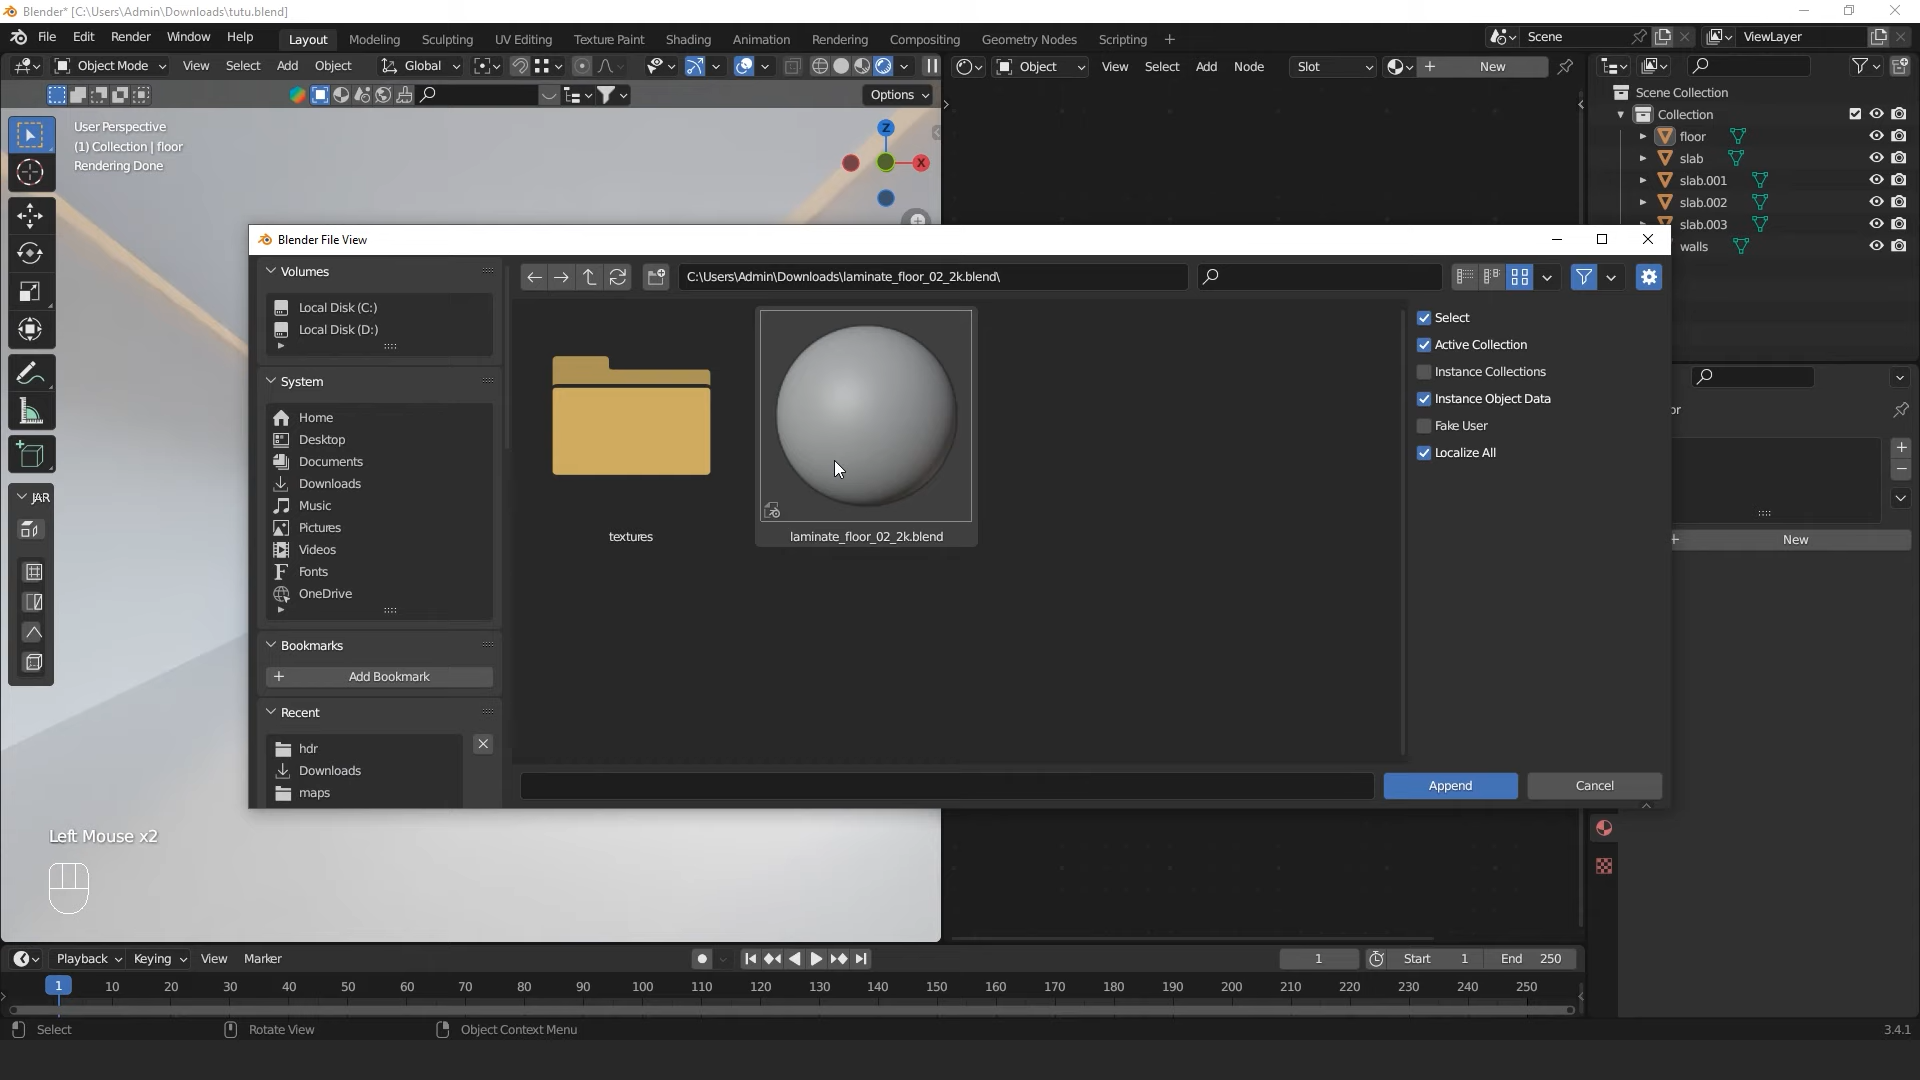 Blender* [C:\Users\Admin\Downloads\tutu.blend]
File Edit Render Window Help Layout Modeling Sculpting UV Editing Texture Paint Shading Animation Rendering Compositing Geometry Nodes Scripting + Scene ViewLayer
Object Mode View Select Add Object Global Object View Select Add Node Slot New
Options
Scene Collection
Collection
floor
slab
slab.001
slab.002
slab.003
walls
User Perspective
(1) Collection | floor
Rendering Done
Z
X
JAR
Blender File View
Volumes
Local Disk (C:)
Local Disk (D:)
System
Home
Desktop
Documents
Downloads
Music
Pictures
Videos
Fonts
OneDrive
Bookmarks
Add Bookmark
Recent
hdr
Downloads
maps
C:\Users\Admin\Downloads\laminate_floor_02_2k.blend\
textures
laminate_floor_02_2k.blend
Select
Active Collection
Instance Collections
Instance Object Data
Fake User
Localize All
Append Cancel
New
Left Mouse x2
Playback Keying View Marker 1 Start 1 End 250
1 10 20 30 40 50 60 70 80 90 100 110 120 130 140 150 160 170 180 190 200 210 220 230 240 250
Select Rotate View Object Context Menu 3.4.1